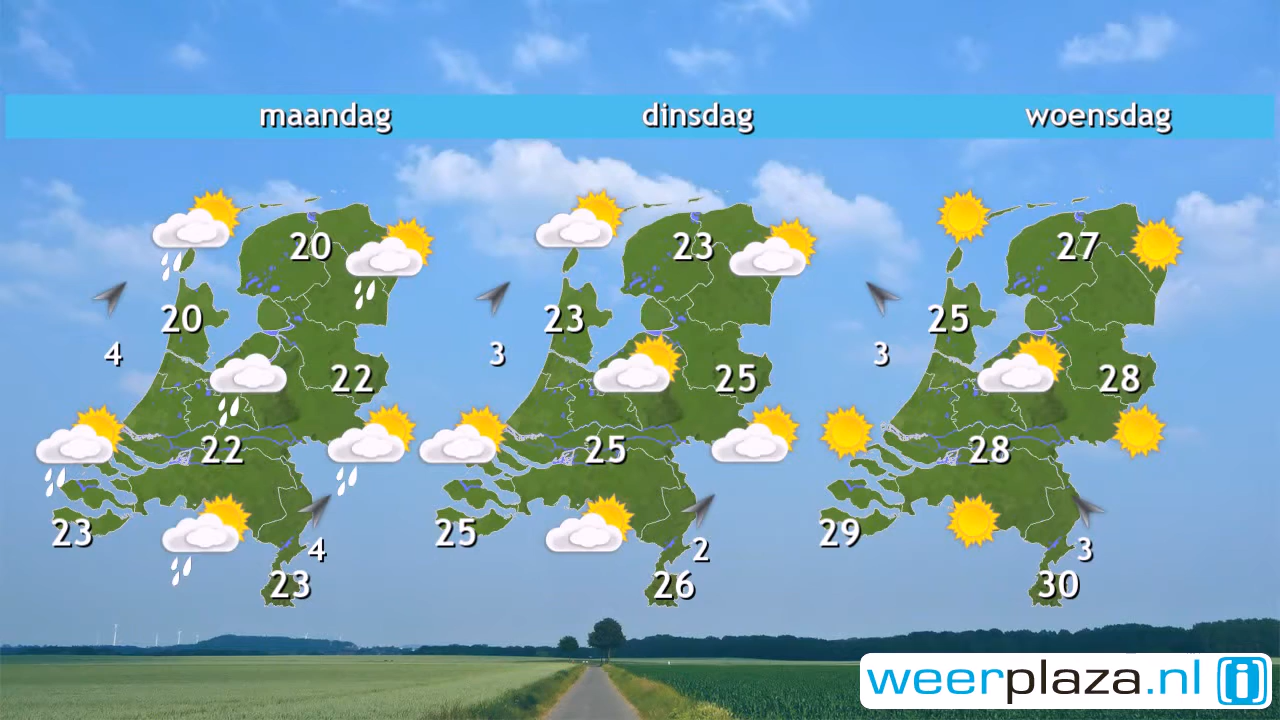 maandag dinsdag woensdag
20 23 27
20 23 25
4 3 3
22 25 28
22 25 28
23 25 29
4 2 3
23 26 30
weerplaza.nl